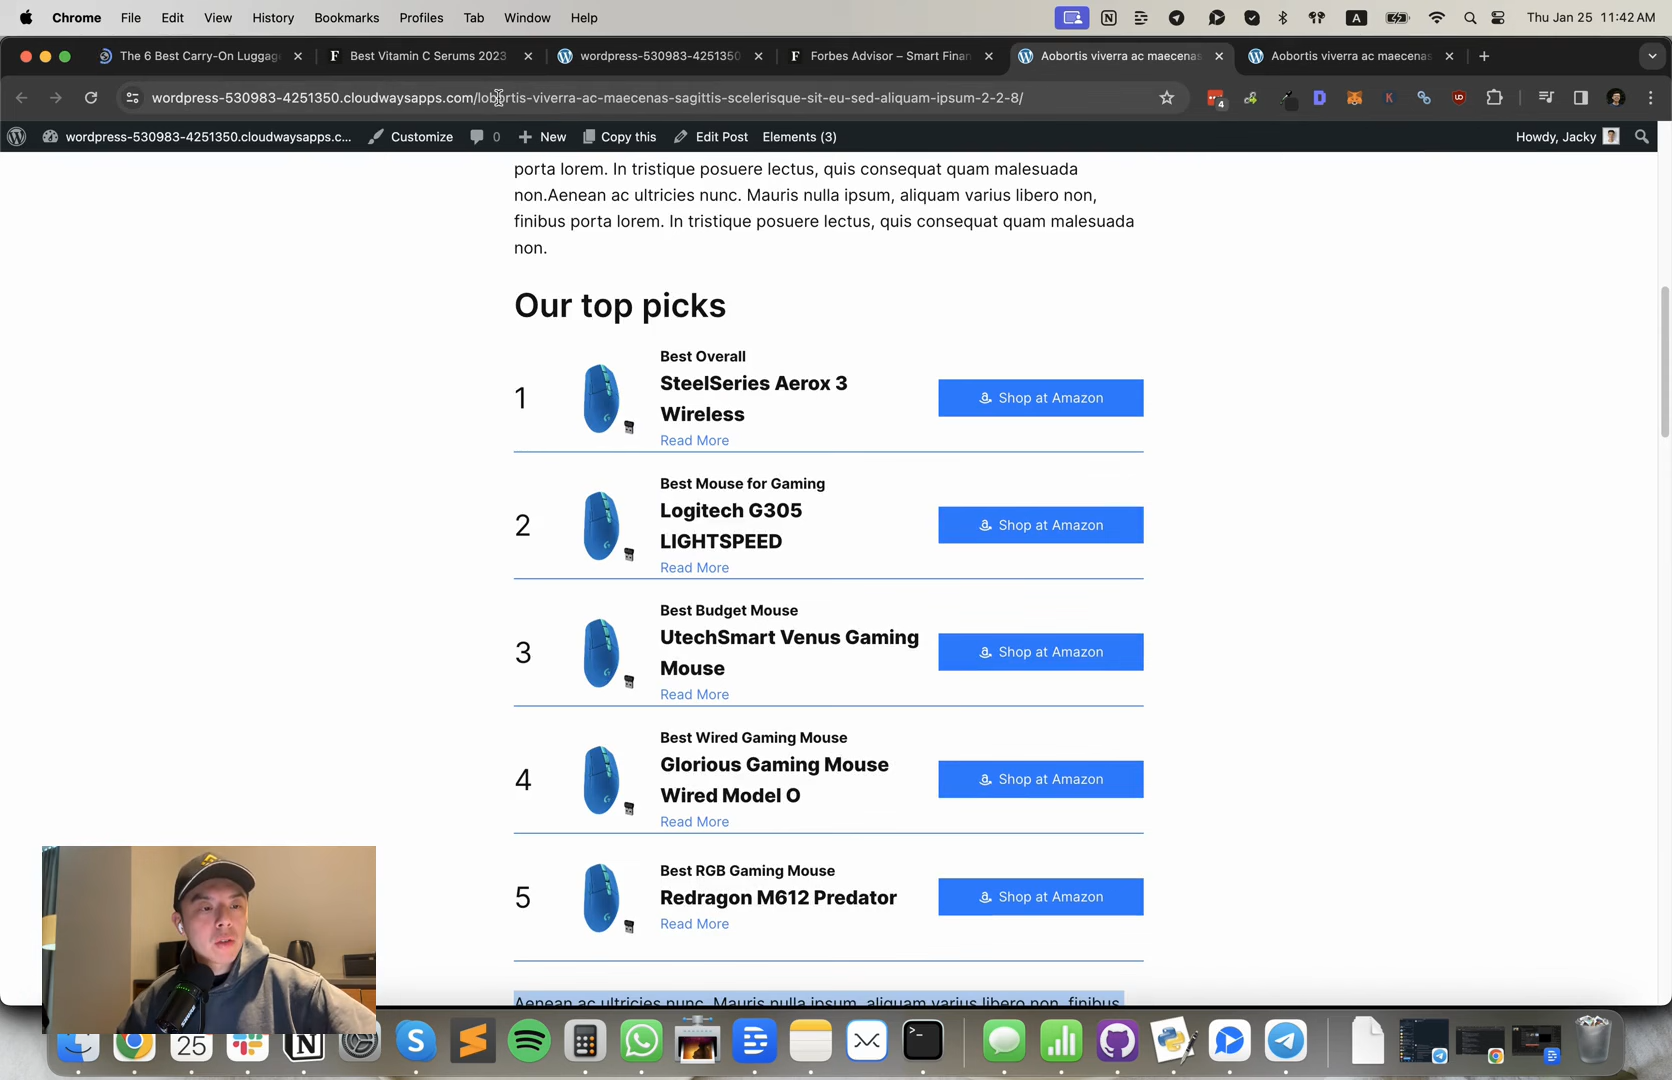 Chrome File Edit View History Bookmarks Profiles Tab Window Help A Thu Jan 25 11:42 AM
The 6 Best Carry-On Luggag
Best Vitamin C Serums 2023
wordpress-530983-4251350
Forbes Advisor – Smart Finan
Aobortis viverra ac maecenas
Aobortis viverra ac maecenas
wordpress-530983-4251350.cloudwaysapps.com/lobortis-viverra-ac-maecenas-sagittis-scelerisque-sit-eu-sed-aliquam-ipsum-2-2-8/
4
wordpress-530983-4251350.cloudwaysapps.c... Customize 0 New Copy this Edit Post Elements (3) Howdy, Jacky
porta lorem. In tristique posuere lectus, quis consequat quam malesuada
non.Aenean ac ultricies nunc. Mauris nulla ipsum, aliquam varius libero non,
finibus porta lorem. In tristique posuere lectus, quis consequat quam malesuada
non.
Our top picks
1
Best Overall
SteelSeries Aerox 3
Wireless
Read More
Shop at Amazon
2
Best Mouse for Gaming
Logitech G305
LIGHTSPEED
Read More
Shop at Amazon
3
Best Budget Mouse
UtechSmart Venus Gaming
Mouse
Read More
Shop at Amazon
4
Best Wired Gaming Mouse
Glorious Gaming Mouse
Wired Model O
Read More
Shop at Amazon
5
Best RGB Gaming Mouse
Redragon M612 Predator
Read More
Shop at Amazon
Aenean ac ultricies nunc. Mauris nulla ipsum, aliquam varius libero non, finibus
25